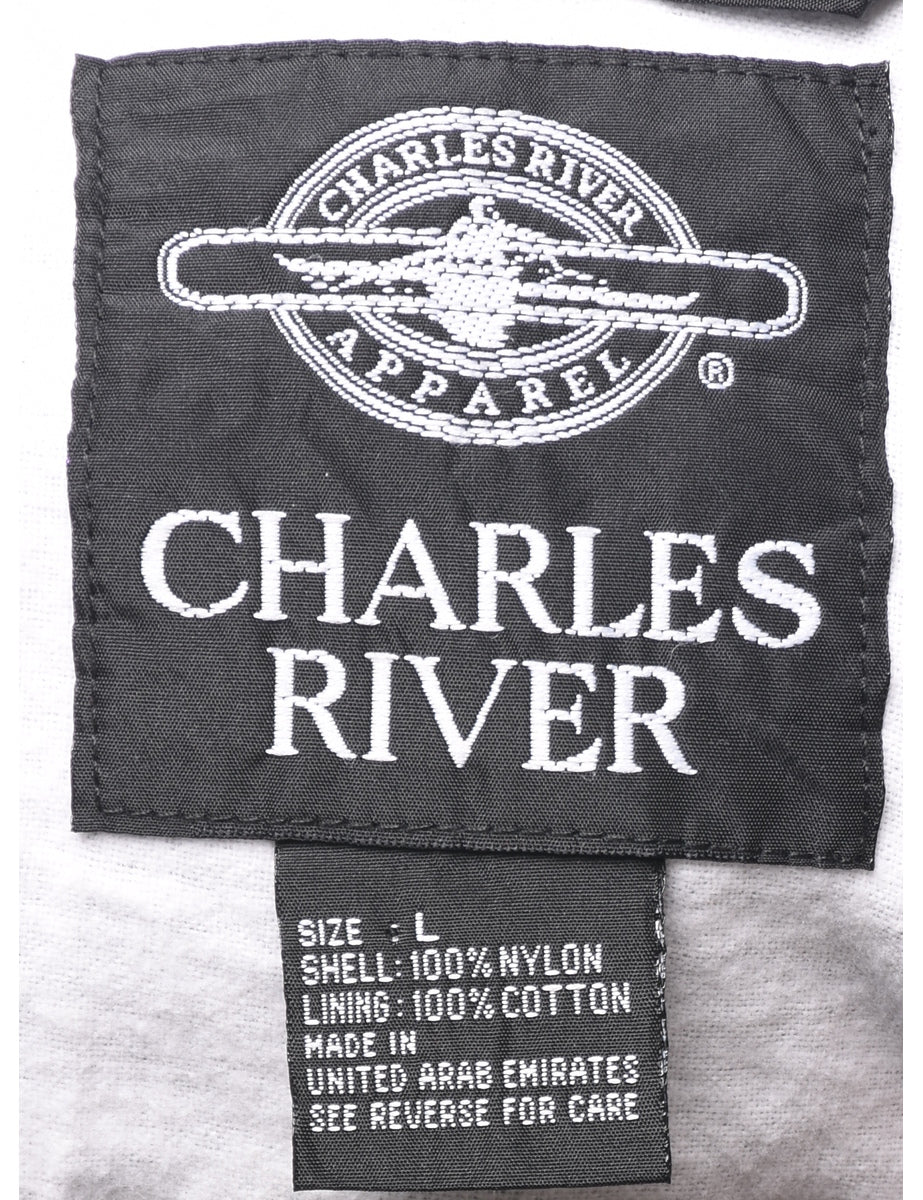 CHARLES RIVER
APPAREL
®
CHARLES
RIVER
SIZE : L
SHELL: 100% NYLON
LINING: 100% COTTON
MADE IN
UNITED ARAB EMIRATES
SEE REVERSE FOR CARE